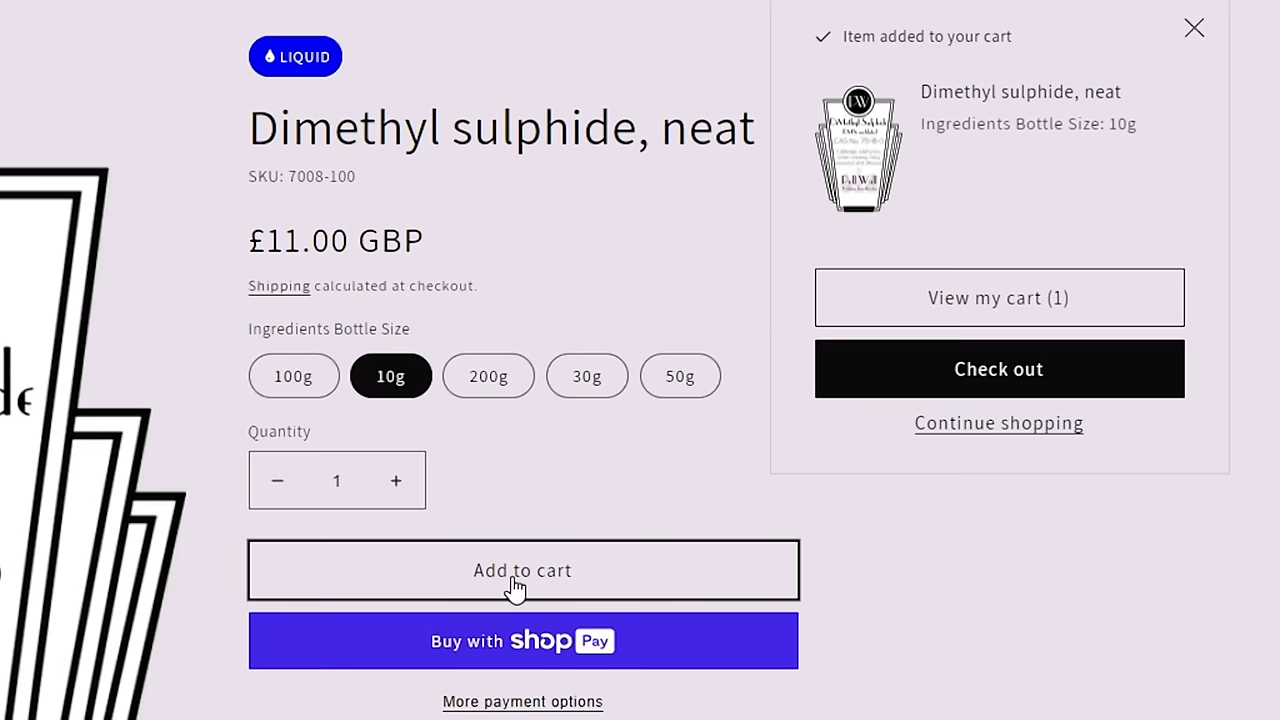 LIQUID
Dimethyl sulphide, neat
SKU: 7008-100
£11.00 GBP
Shipping calculated at checkout.
Ingredients Bottle Size
100g
10g
200g
30g
50g
Quantity
− 1 +
Add to cart
Buy with shop Pay
More payment options
Item added to your cart
Dimethyl sulphide, neat
Ingredients Bottle Size: 10g
View my cart (1)
Check out
Continue shopping